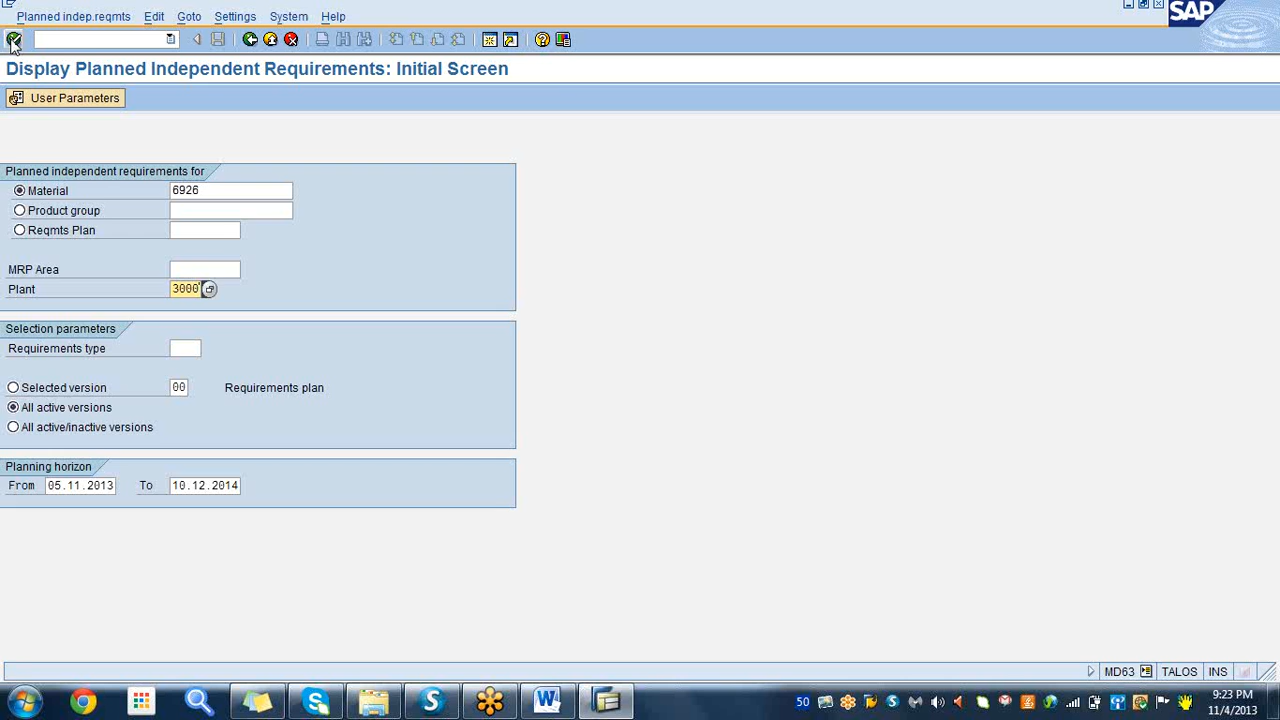 Planned indep.reqmts Edit Goto Settings System Help
SAP
Display Planned Independent Requirements: Initial Screen
User Parameters
Planned independent requirements for
Material 6926
Product group
Reqmts Plan
MRP Area
Plant 3000
Selection parameters
Requirements type
Selected version 00 Requirements plan
All active versions
All active/inactive versions
Planning horizon
From 05.11.2013 To 10.12.2014
MD63 TALOS INS
50 9:23 PM
11/4/2013